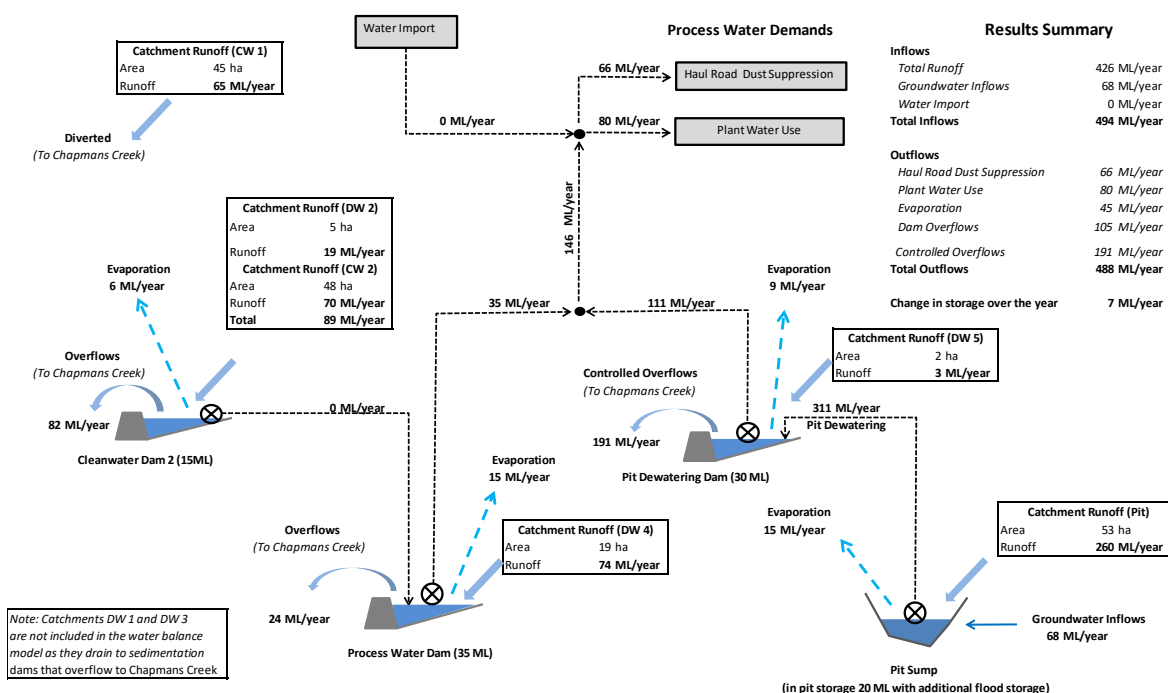 Water Import
Process Water Demands
Results Summary
Catchment Runoff (CW 1)
Area 45 ha
Runoff 65 ML/year
Diverted
(To Chapmans Creek)
66 ML/year
Haul Road Dust Suppression
0 ML/year
80 ML/year
Plant Water Use
146 ML/year
Inflows
Total Runoff 426 ML/year
Groundwater Inflows 68 ML/year
Water Import 0 ML/year
Total Inflows 494 ML/year
Outflows
Haul Road Dust Suppression 66 ML/year
Plant Water Use 80 ML/year
Evaporation 45 ML/year
Dam Overflows 105 ML/year
Controlled Overflows 191 ML/year
Total Outflows 488 ML/year
Change in storage over the year 7 ML/year
Catchment Runoff (DW 2)
Area 5 ha
Runoff 19 ML/year
Catchment Runoff (CW 2)
Area 48 ha
Runoff 70 ML/year
Total 89 ML/year
Evaporation
6 ML/year
Overflows
(To Chapmans Creek)
82 ML/year
Cleanwater Dam 2 (15ML)
0 ML/year
35 ML/year
111 ML/year
Evaporation
9 ML/year
Catchment Runoff (DW 5)
Area 2 ha
Runoff 3 ML/year
Controlled Overflows
(To Chapmans Creek)
191 ML/year
311 ML/year
Pit Dewatering
Pit Dewatering Dam (30 ML)
Evaporation
15 ML/year
Overflows
(To Chapmans Creek)
24 ML/year
Catchment Runoff (DW 4)
Area 19 ha
Runoff 74 ML/year
Process Water Dam (35 ML)
Evaporation
15 ML/year
Catchment Runoff (Pit)
Area 53 ha
Runoff 260 ML/year
Groundwater Inflows
68 ML/year
Pit Sump
(in pit storage 20 ML with additional flood storage)
Note: Catchments DW 1 and DW 3
are not included in the water balance
model as they drain to sedimentation
dams that overflow to Chapmans Creek